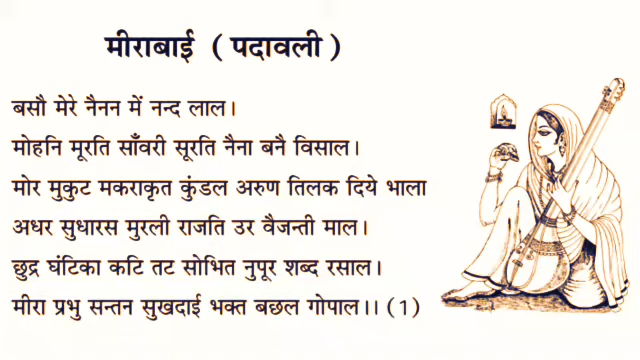 मीराबाई ( पदावली )
बसौ मेरे नैनन में नन्द लाल।
मोहनि मूरति साँवरी सूरति नैना बनै विसाल।
मोर मुकुट मकराकृत कुंडल अरुण तिलक दिये भाला
अधर सुधारस मुरली राजति उर वैजन्ती माल।
छुद्र घंटिका कटि तट सोभित नुपूर शब्द रसाल।
मीरा प्रभु सन्तन सुखदाई भक्त बछल गोपाल।। (1)